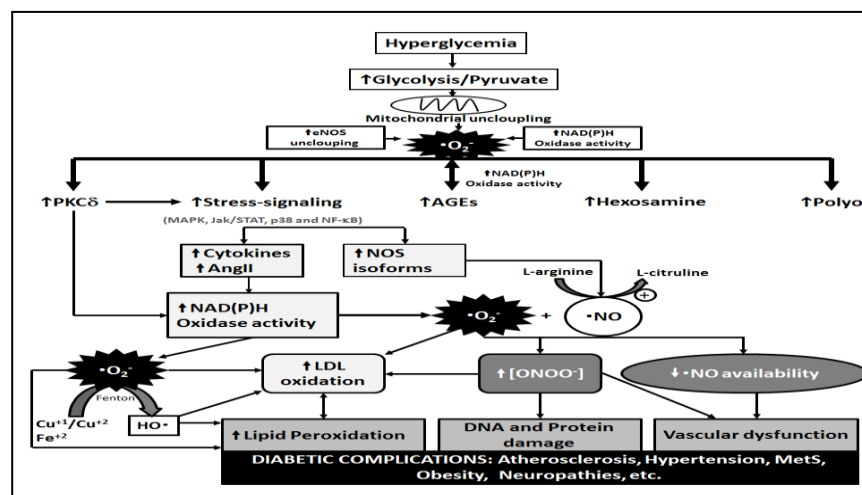 Hyperglycemia
↑Glycolysis/Pyruvate
Mitochondrial uncloupling
↑eNOS
unclouping
•O₂⁻
↑NAD(P)H
Oxidase activity
↑NAD(P)H
Oxidase activity
↑PKCδ
↑Stress-signaling
↑AGEs
↑Hexosamine
↑Polyo
(MAPK, Jak/STAT, p38 and NF-κB)
↑Cytokines
↑AngII
↑NOS
isoforms
L-arginine
L-citruline
↑NAD(P)H
Oxidase activity
•O₂⁻
+
•NO
+
•O₂⁻
↑LDL
oxidation
↑[ONOO⁻]
↓•NO availability
Fenton
Cu⁺¹/Cu⁺²
Fe⁺²
HO•
↑Lipid Peroxidation
DNA and Protein
damage
Vascular dysfunction
DIABETIC COMPLICATIONS: Atherosclerosis, Hypertension, MetS,
Obesity, Neuropathies, etc.